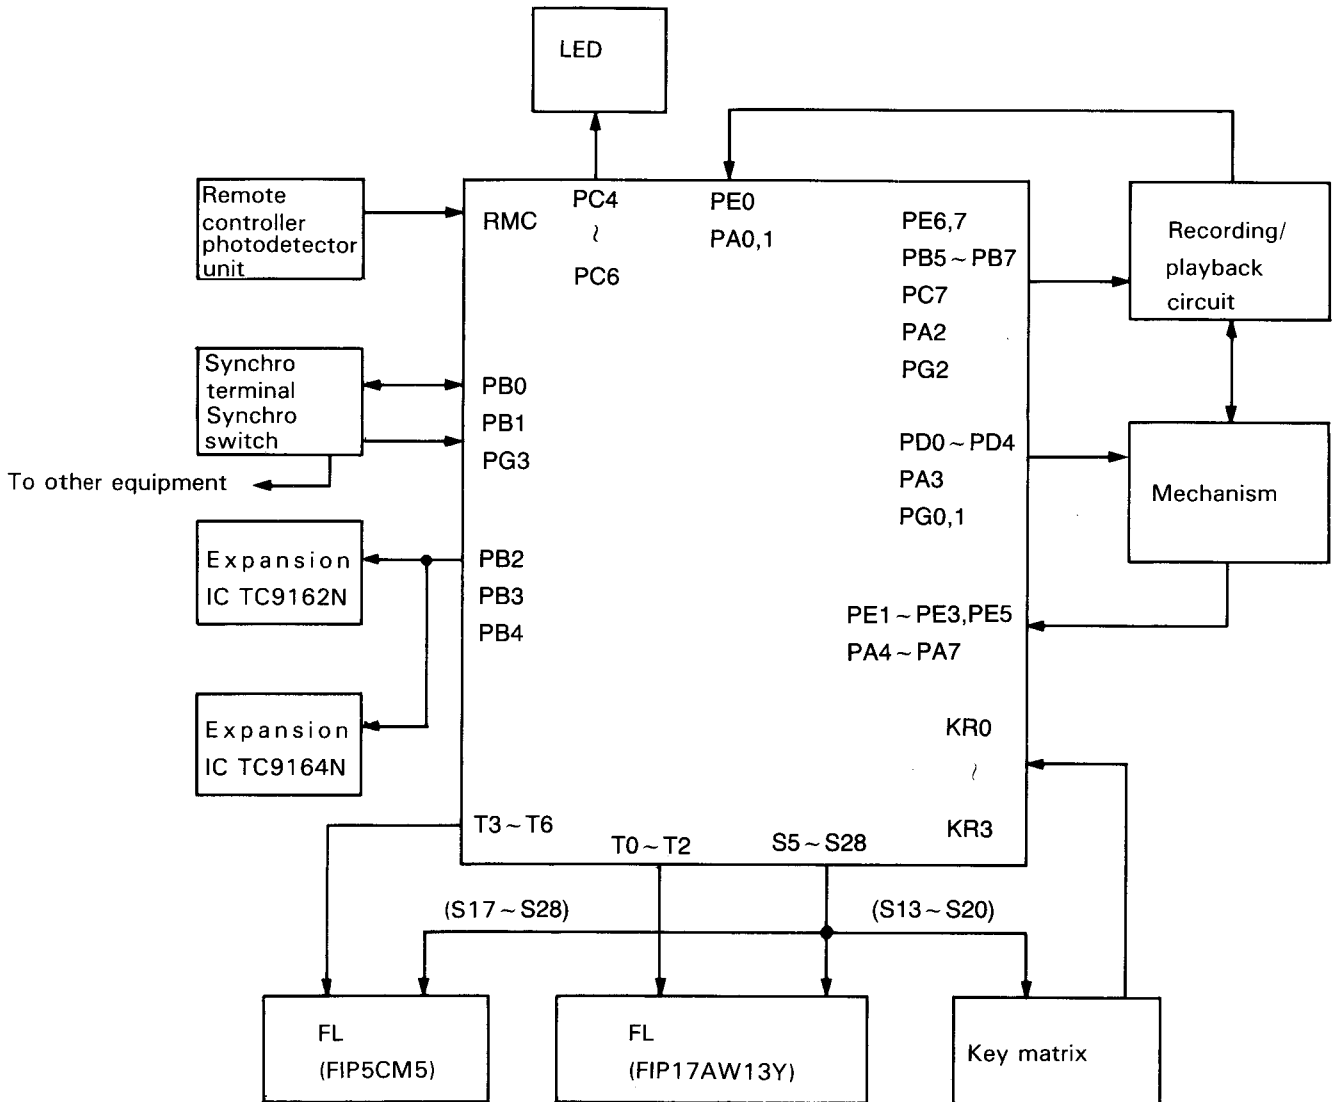 LED
Remote
controller
photodetector
unit
RMC
PC4
~
PC6
PE0
PA0,1
PE6,7
PB5~PB7
PC7
PA2
PG2
Recording/
playback
circuit
Synchro
terminal
Synchro
switch
PB0
PB1
PG3
To other equipment
PD0~PD4
PA3
PG0,1
Mechanism
Expansion
IC TC9162N
PB2
PB3
PB4
PE1~PE3,PE5
PA4~PA7
Expansion
IC TC9164N
KR0
~
KR3
T3~T6
T0~T2
S5~S28
(S17~S28)
(S13~S20)
FL
(FIP5CM5)
FL
(FIP17AW13Y)
Key matrix